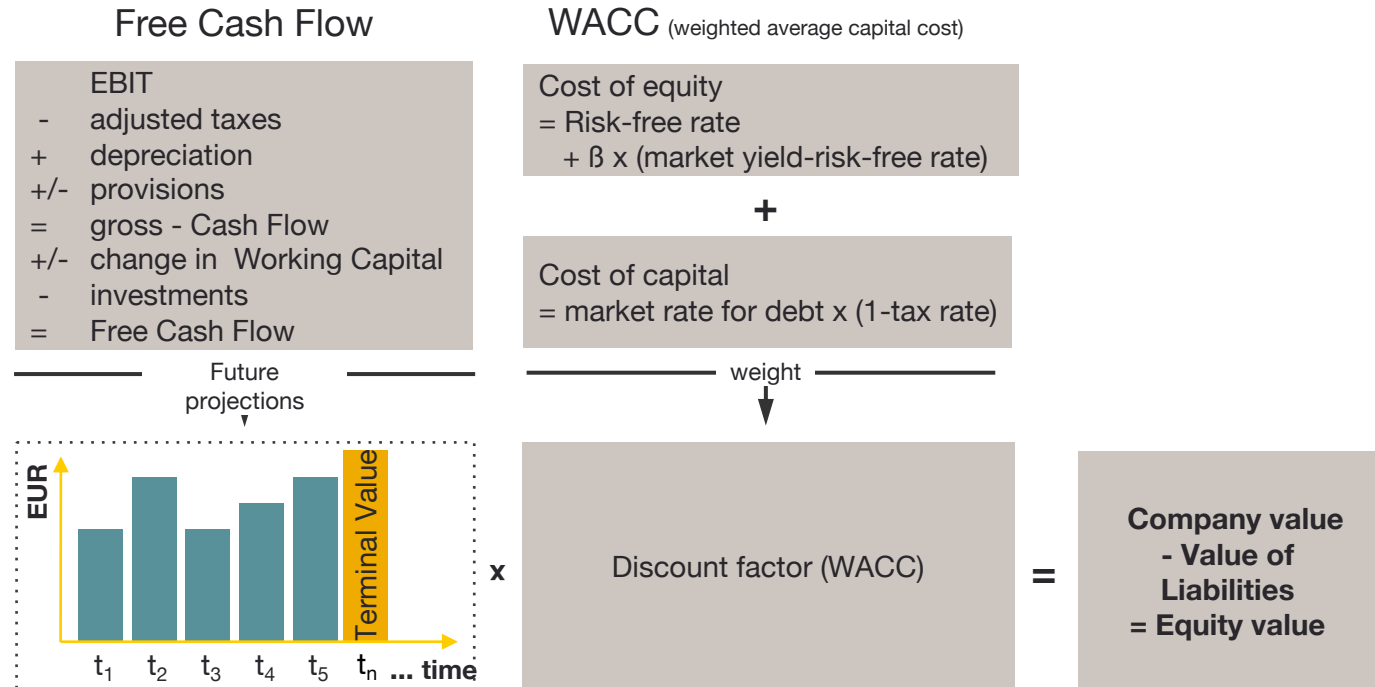 Free Cash Flow
EBIT
- adjusted taxes
+ depreciation
+/- provisions
= gross - Cash Flow
+/- change in Working Capital
- investments
= Free Cash Flow
Future
projections
WACC (weighted average capital cost)
Cost of equity
= Risk-free rate
+ ß x (market yield-risk-free rate)
+
Cost of capital
= market rate for debt x (1-tax rate)
weight
EUR
Terminal Value
t1 t2 t3 t4 t5 tn ... time
x
Discount factor (WACC)
=
Company value
- Value of
Liabilities
= Equity value